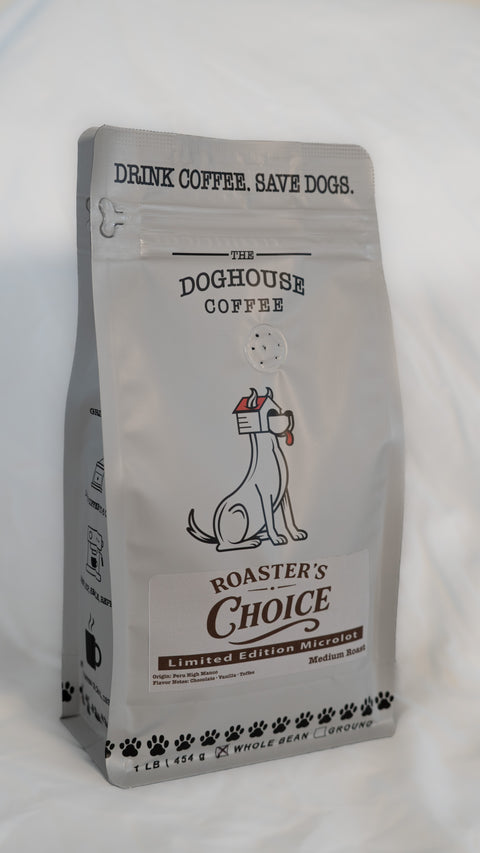 DRINK COFFEE. SAVE DOGS.
THE
DOGHOUSE
COFFEE
ROASTER'S
CHOICE
Limited Edition Microlot
Medium Roast
Origin: Peru High Manco
Flavor Notes: Chocolate · Vanilla · Toffee
1 LB | 454 g WHOLE BEAN GROUND